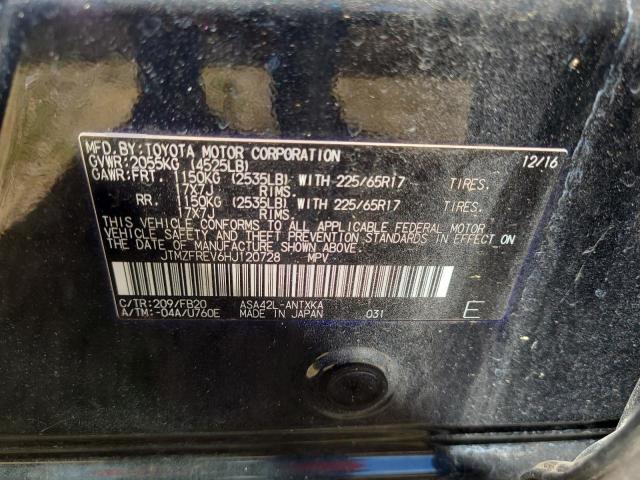 MFD. BY: TOYOTA MOTOR CORPORATION 12/16
GVWR: 2055KG (4525LB)
GAWR: FRT. 1150KG (2535LB) WITH 225/65R17 TIRES.
17X7J RIMS.
RR. 1150KG (2535LB) WITH 225/65R17 TIRES.
17X7J RIMS.
THIS VEHICLE CONFORMS TO ALL APPLICABLE FEDERAL MOTOR
VEHICLE SAFETY AND THEFT PREVENTION STANDARDS IN EFFECT ON
THE DATE OF MANUFACTURE SHOWN ABOVE.
JTMZFREV6HJ120728 MPV
C/TR: 209/FB20 ASA42L-ANTXKA
A/TM: -04A/U760E MADE IN JAPAN 031 E